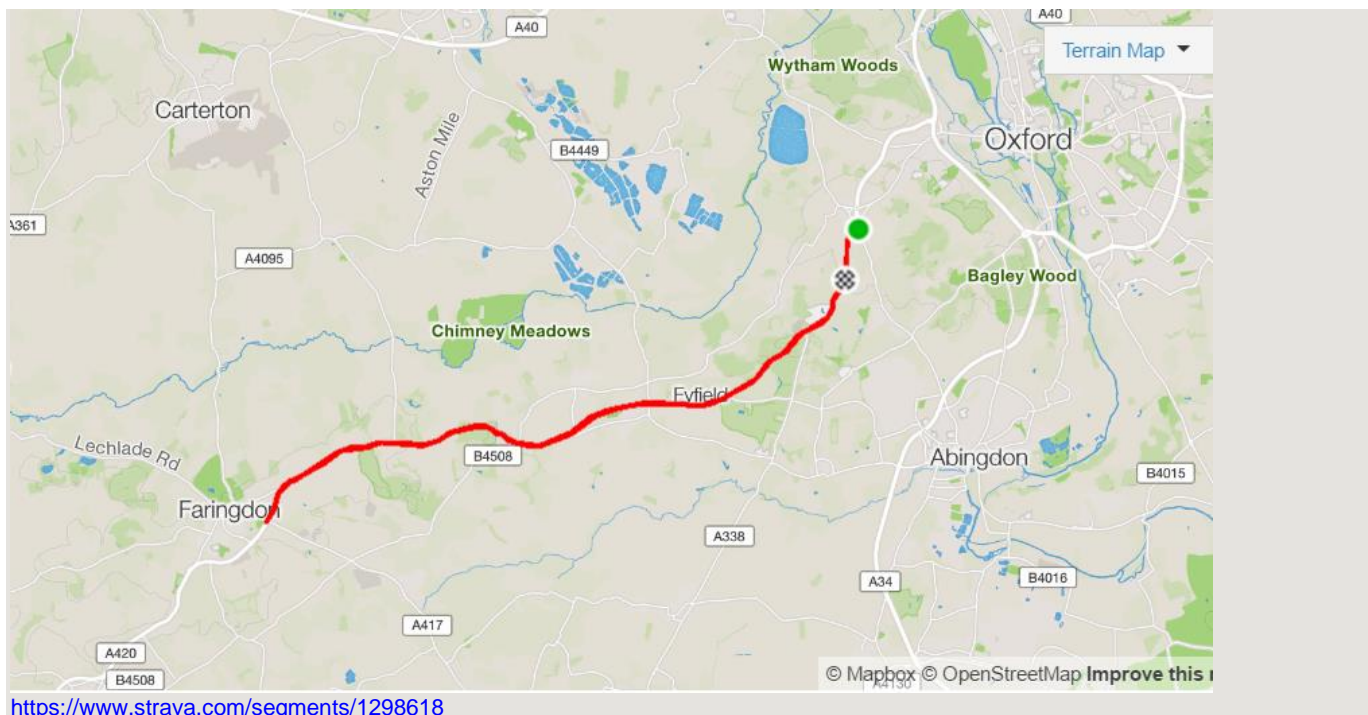 A40
A40
Terrain Map
Wytham Woods
Carterton
Oxford
Aston Mile
B4449
A361
A4095
Bagley Wood
Chimney Meadows
Fyfield
Lechlade Rd
B4508
Abingdon
B4015
Faringdon
A338
A34
B4016
A417
A420
B4508
© Mapbox © OpenStreetMap Improve this
A4130
https://www.strava.com/segments/1298618